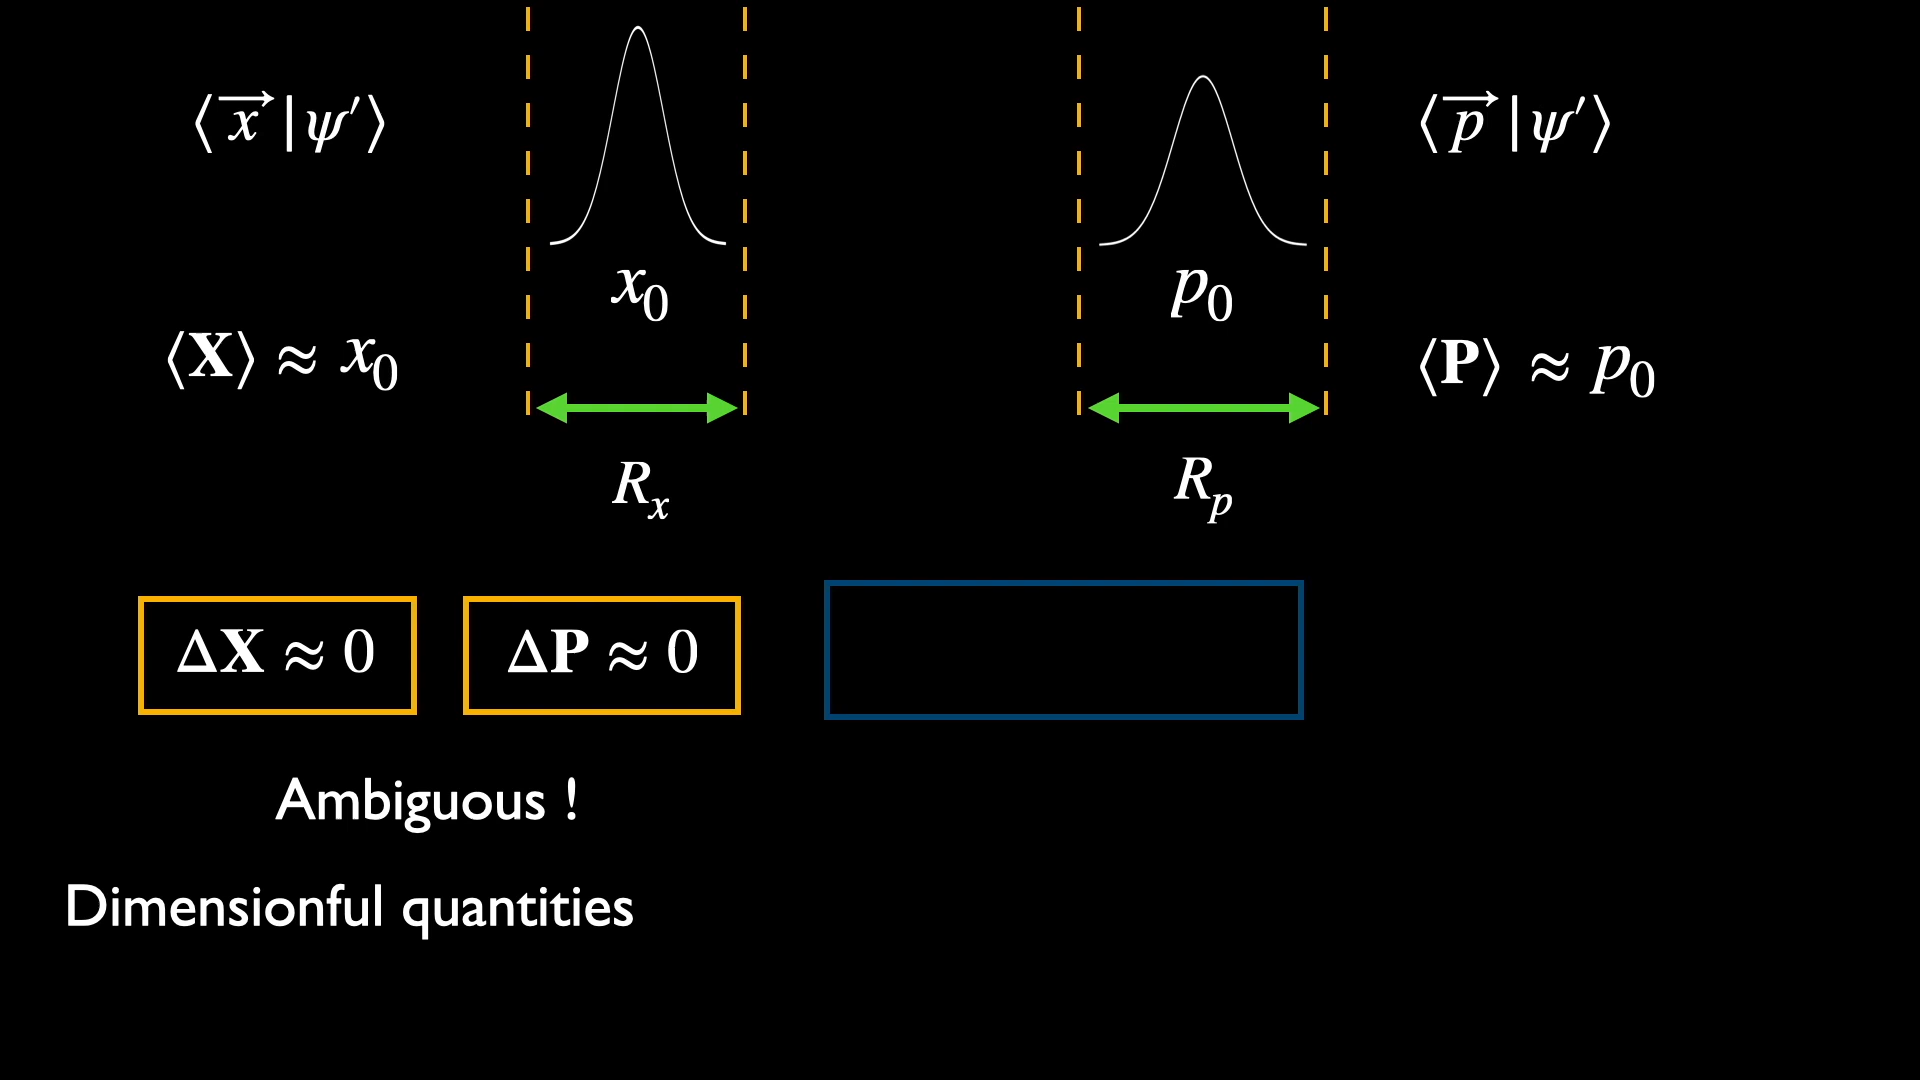 ⟨x⃗|ψ′⟩
⟨p⃗|ψ′⟩
x₀
p₀
⟨𝐗⟩ ≈ x₀
⟨𝐏⟩ ≈ p₀
Rₓ
Rₚ
Δ𝐗 ≈ 0
Δ𝐏 ≈ 0
Ambiguous !
Dimensionful quantities